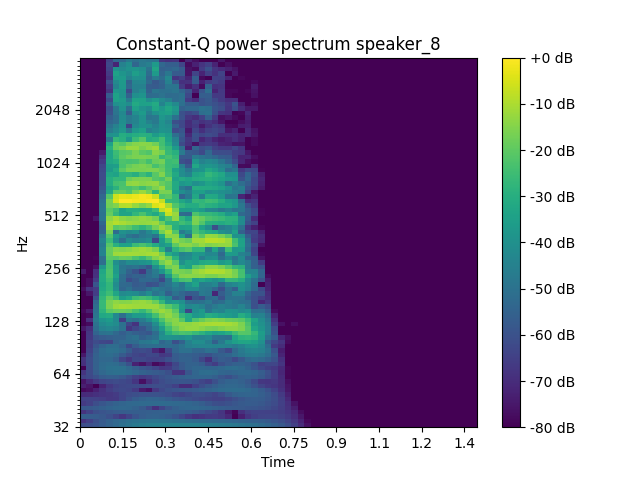 Constant-Q power spectrum speaker_8
Hz
2048
1024
512
256
128
64
32
0 0.15 0.3 0.45 0.6 0.75 0.9 1.1 1.2 1.4
Time
+0 dB
-10 dB
-20 dB
-30 dB
-40 dB
-50 dB
-60 dB
-70 dB
-80 dB